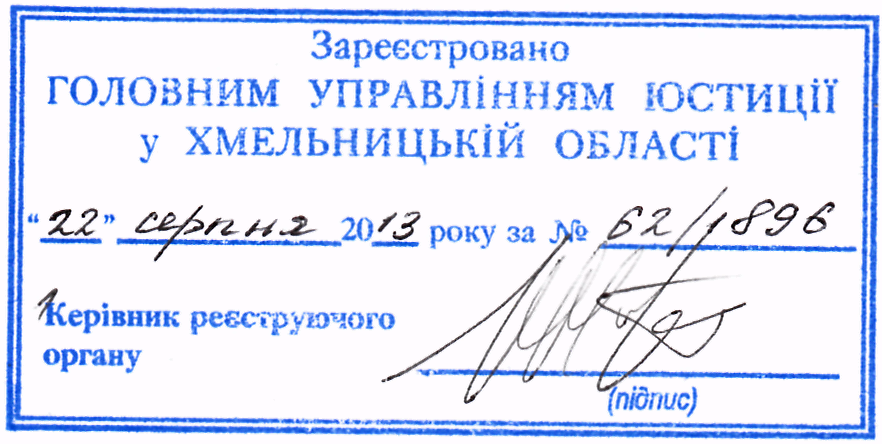 Зареєстровано
ГОЛОВНИМ УПРАВЛІННЯМ ЮСТИЦІЇ
у ХМЕЛЬНИЦЬКІЙ ОБЛАСТІ
“22” серпня 2013 року за № 62/1896
Керівник реєструючого
органу
(підпис)